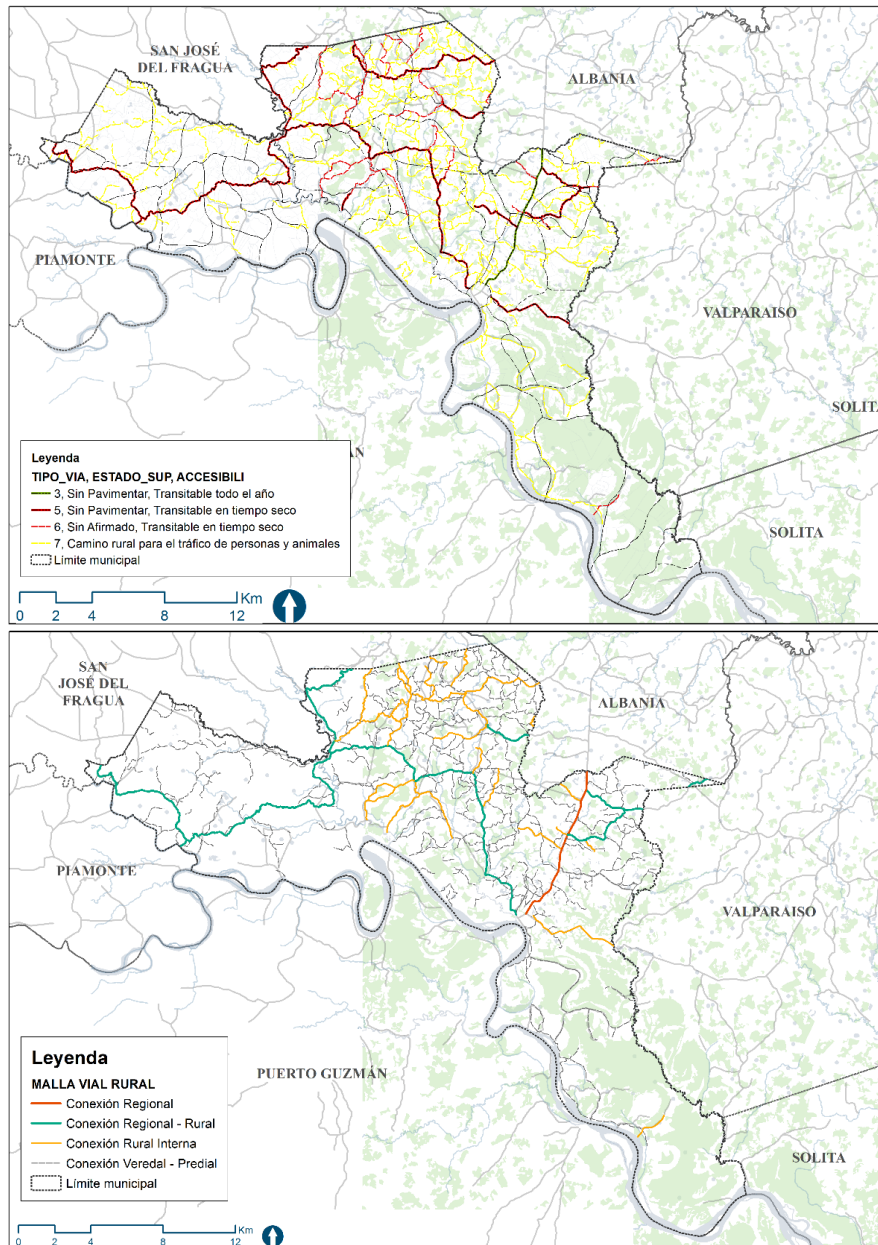 SAN JOSÉ
DEL FRAGUA
ALBANIA
PIAMONTE
VALPARAISO
SOLITA
AN
Leyenda
TIPO_VIA, ESTADO_SUP, ACCESIBILI
3, Sin Pavimentar, Transitable todo el año
5, Sin Pavimentar, Transitable en tiempo seco
6, Sin Afirmado, Transitable en tiempo seco
7, Camino rural para el tráfico de personas y animales
Límite municipal
SOLITA
Km
0 2 4 8 12
SAN
JOSÉ DEL
FRAGUA
ALBANIA
PIAMONTE
VALPARAISO
Leyenda
MALLA VIAL RURAL
Conexión Regional
Conexión Regional - Rural
Conexión Rural Interna
Conexión Veredal - Predial
Límite municipal
PUERTO GUZMÁN
SOLITA
Km
0 2 4 8 12